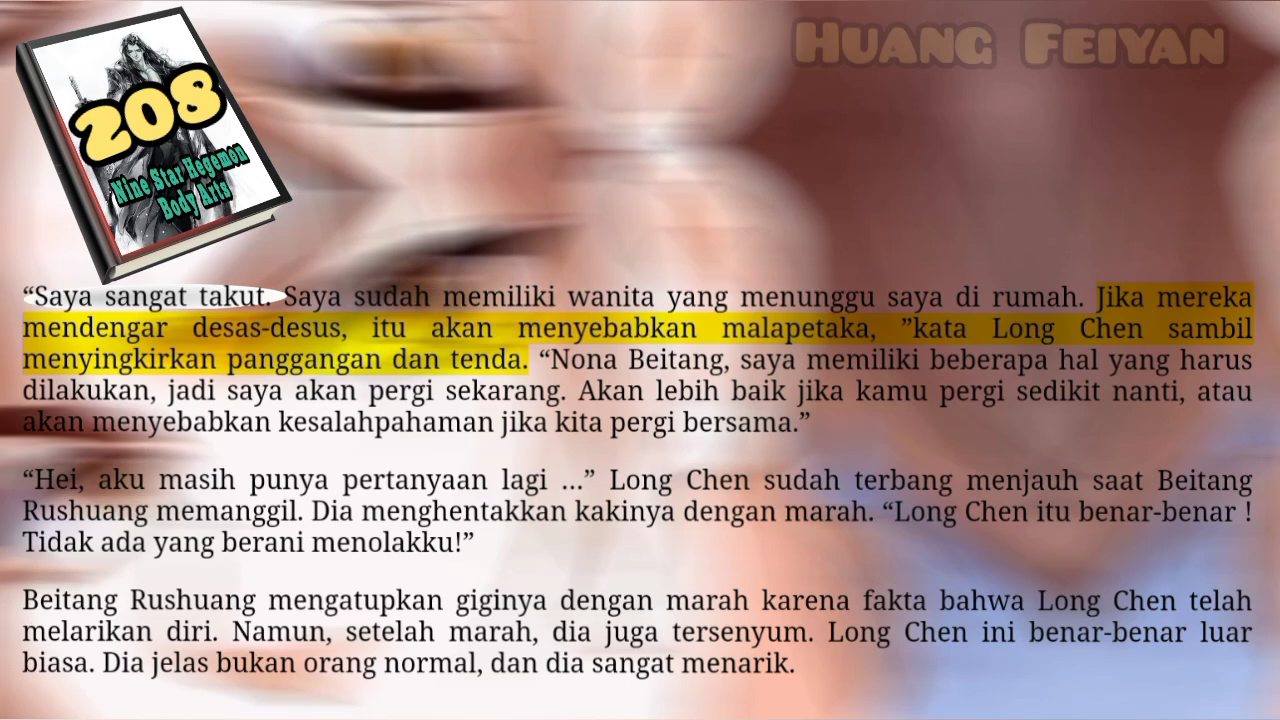 HUANG FEIYAN
208
Nine Star Hegemon
Body Arts
“Saya sangat takut. Saya sudah memiliki wanita yang menunggu saya di rumah. Jika mereka
mendengar desas-desus, itu akan menyebabkan malapetaka, ”kata Long Chen sambil
menyingkirkan panggangan dan tenda. “Nona Beitang, saya memiliki beberapa hal yang harus
dilakukan, jadi saya akan pergi sekarang. Akan lebih baik jika kamu pergi sedikit nanti, atau
akan menyebabkan kesalahpahaman jika kita pergi bersama.”
“Hei, aku masih punya pertanyaan lagi ...” Long Chen sudah terbang menjauh saat Beitang
Rushuang memanggil. Dia menghentakkan kakinya dengan marah. “Long Chen itu benar-benar !
Tidak ada yang berani menolakku!”
Beitang Rushuang mengatupkan giginya dengan marah karena fakta bahwa Long Chen telah
melarikan diri. Namun, setelah marah, dia juga tersenyum. Long Chen ini benar-benar luar
biasa. Dia jelas bukan orang normal, dan dia sangat menarik.